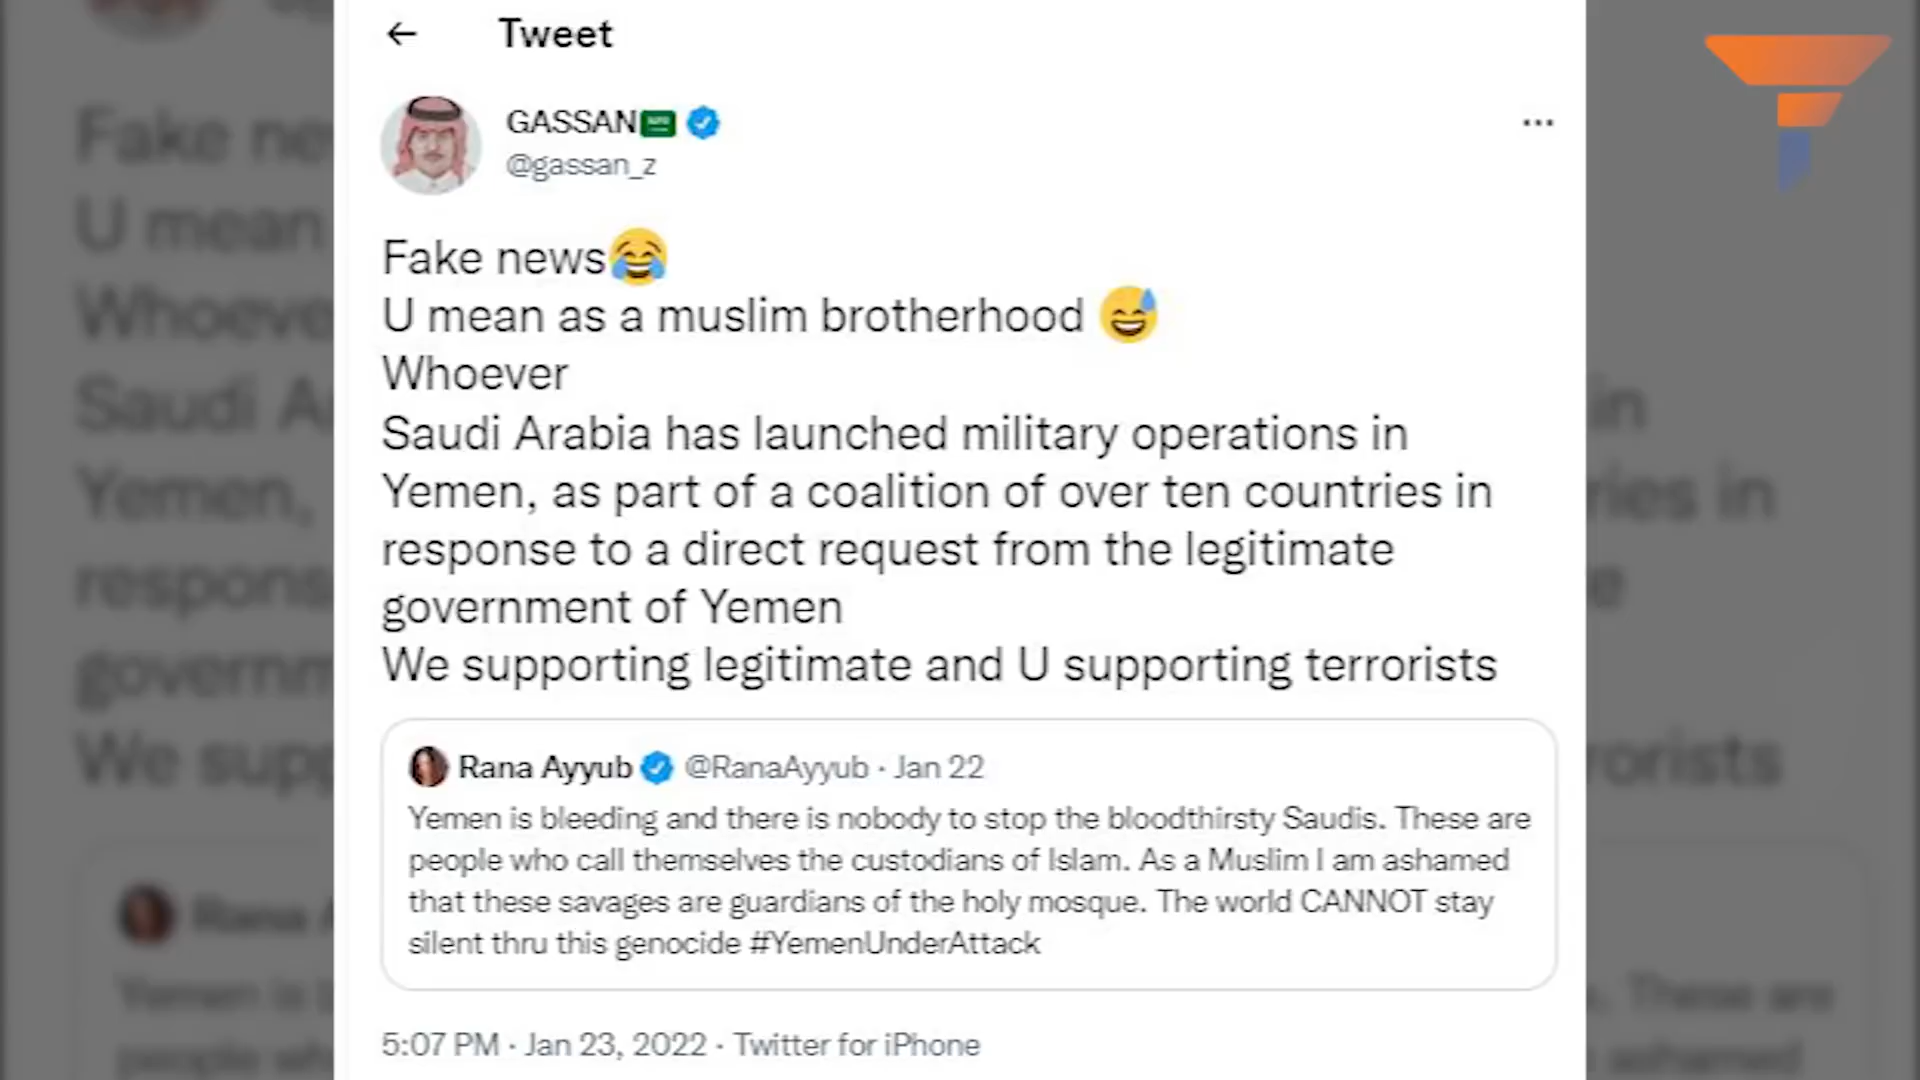 Tweet
GASSAN
@gassan_z
Fake news😂
U mean as a muslim brotherhood 😅
Whoever
Saudi Arabia has launched military operations in
Yemen, as part of a coalition of over ten countries in
response to a direct request from the legitimate
government of Yemen
We supporting legitimate and U supporting terrorists
Rana Ayyub @RanaAyyub · Jan 22
Yemen is bleeding and there is nobody to stop the bloodthirsty Saudis. These are
people who call themselves the custodians of Islam. As a Muslim I am ashamed
that these savages are guardians of the holy mosque. The world CANNOT stay
silent thru this genocide #YemenUnderAttack
5:07 PM · Jan 23, 2022 · Twitter for iPhone